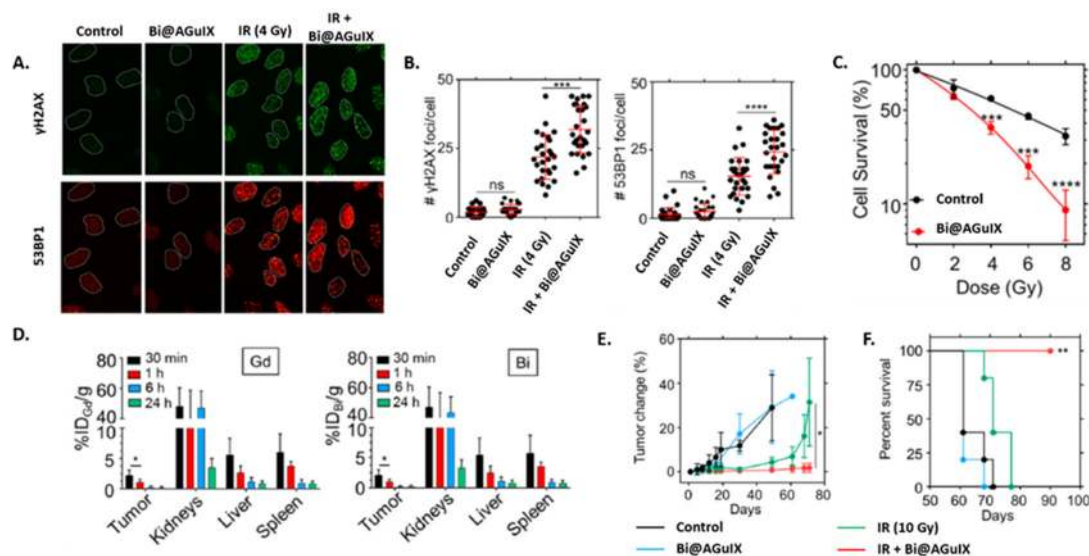 A.
Control
Bi@AGuIX
IR (4 Gy)
IR +
Bi@AGuIX
γH2AX
53BP1
B.
# γH2AX foci/cell
50
25
0
ns
***
Control
Bi@AGuIX
IR (4 Gy)
IR + Bi@AGuIX
# 53BP1 foci/cell
50
25
0
ns
****
Control
Bi@AGuIX
IR (4 Gy)
IR + Bi@AGuIX
C.
Cell Survival (%)
100
50
10
***
***
****
Control
Bi@AGuIX
0 2 4 6 8
Dose (Gy)
D.
%IDGd/g
80
60
40
20
5
0
30 min
1 h
6 h
24 h
Gd
*
Tumor
Kidneys
Liver
Spleen
%IDBi/g
80
60
40
20
5
0
30 min
1 h
6 h
24 h
Bi
*
Tumor
Kidneys
Liver
Spleen
E.
Tumor change (%)
60
40
20
0
*
0 20 40 60 80
Days
F.
Percent survival
100
75
50
25
0
**
50 60 70 80 90 100
Days
Control
Bi@AGuIX
IR (10 Gy)
IR + Bi@AGuIX